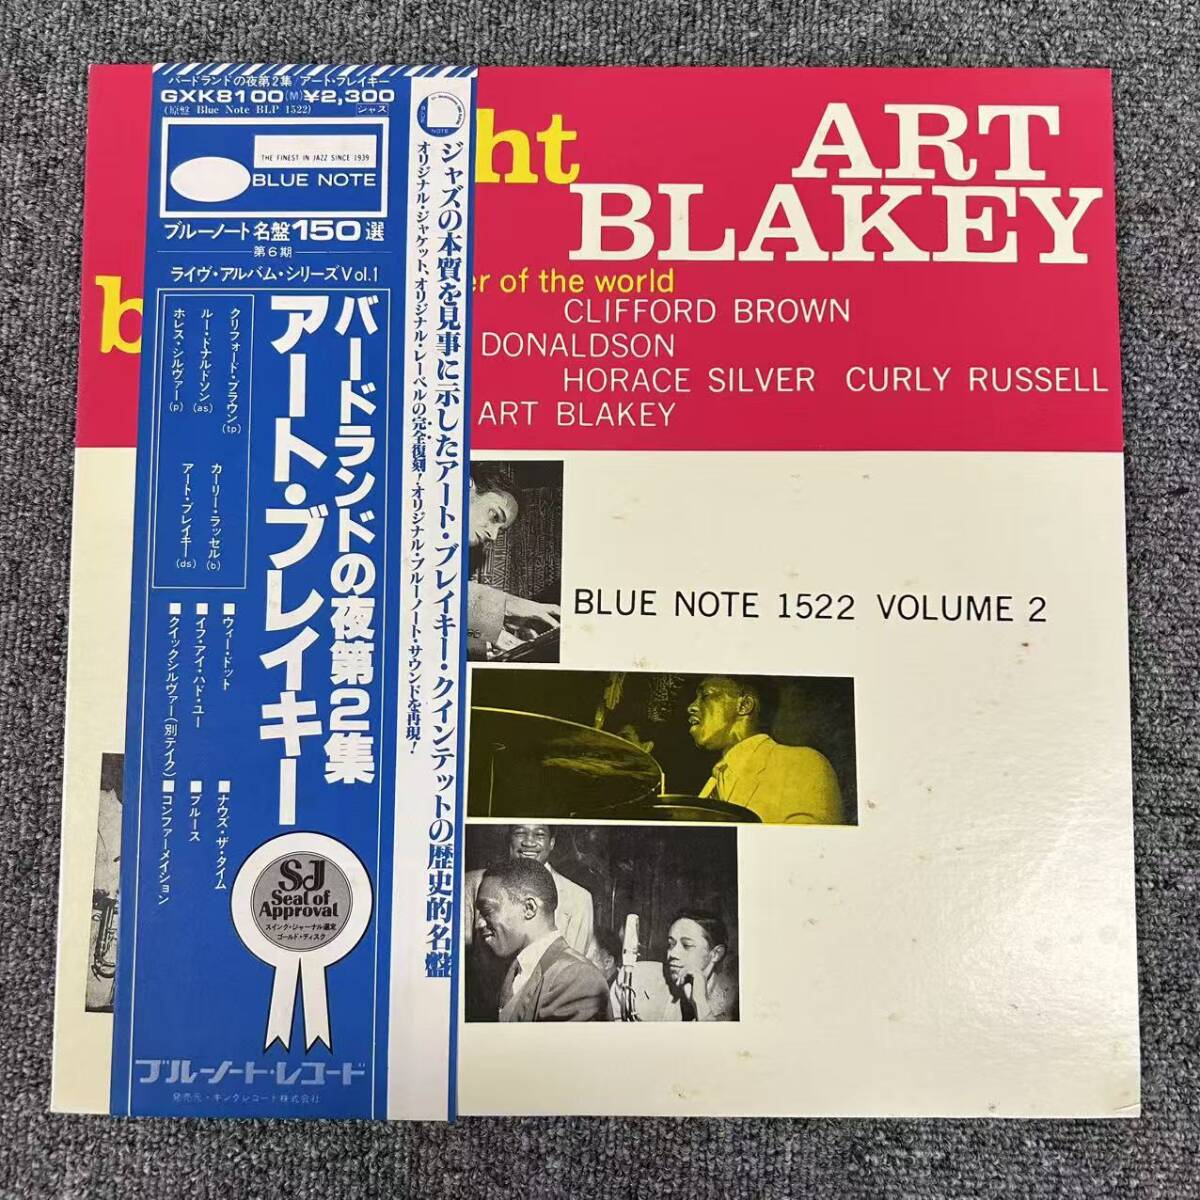 バードランドの夜第2集/アート・ブレイキー
GXK8100(M)¥2,300
(原盤 Blue Note BLP 1522) ジャズ
THE FINEST IN JAZZ SINCE 1939
BLUE NOTE
ブルーノート名盤150選
第6期
ライヴ・アルバム・シリーズVol.1
バードランドの夜第2集
アート・ブレイキー
クリフォード・ブラウン(tp)
ルー・ドナルドソン(as)
ホレス・シルヴァー(p)
カーリー・ラッセル(b)
アート・ブレイキー(ds)
■ウィー・ドット
■イフ・アイ・ハド・ユー
■クイックシルヴァー(別テイク)
■ナウズ・ザ・タイム
■ブルース
■コンファーメイション
SJ
Seal of
Approval
スイング・ジャーナル選定
ゴールド・ディスク
ブルーノート・レコード
発売元・キングレコード株式会社
NOTE
ジャズの本質を見事に示したアート・ブレイキー・クインテットの歴史的名盤
オリジナル・ジャケット、オリジナル・レーベルの完全復刻!オリジナル・ブルーノート・サウンドを再現!
ht
ART
BLAKEY
b
er of the world
CLIFFORD BROWN
DONALDSON
HORACE SILVER CURLY RUSSELL
ART BLAKEY
BLUE NOTE 1522 VOLUME 2